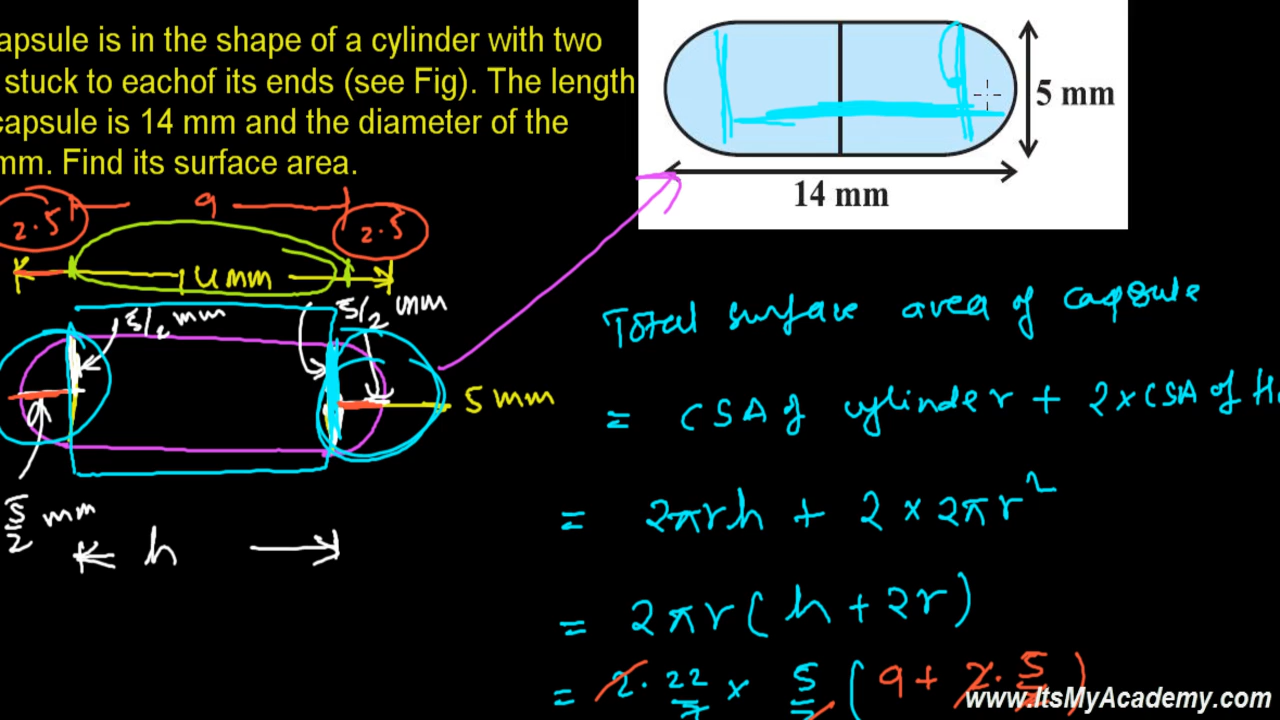 apsule is in the shape of a cylinder with two
stuck to eachof its ends (see Fig). The length
capsule is 14 mm and the diameter of the
mm. Find its surface area.
5 mm
14 mm
2.5 9 2.5
14 mm
5/2 mm 5/2 mm
5 mm
5/2 mm
h
Total surface area of capsule
= CSA of cylinder + 2×CSA of H
= 2πrh + 2 × 2πr²
= 2πr(h + 2r)
= 2. 22/7 × 5/2 (9 + 2. 5/2)
www.ItsMyAcademy.com